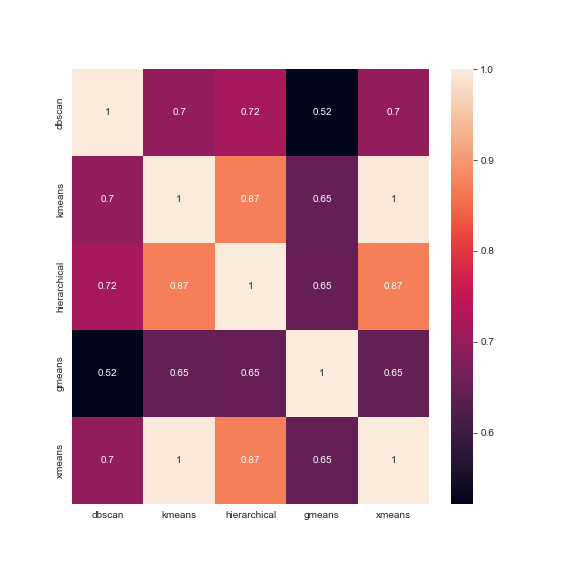 1.0
dbscan 1 0.7 0.72 0.52 0.7
0.9
kmeans 0.7 1 0.87 0.65 1
0.8
hierarchical 0.72 0.87 1 0.65 0.87
0.7
gmeans 0.52 0.65 0.65 1 0.65
0.6
xmeans 0.7 1 0.87 0.65 1
dbscan kmeans hierarchical gmeans xmeans